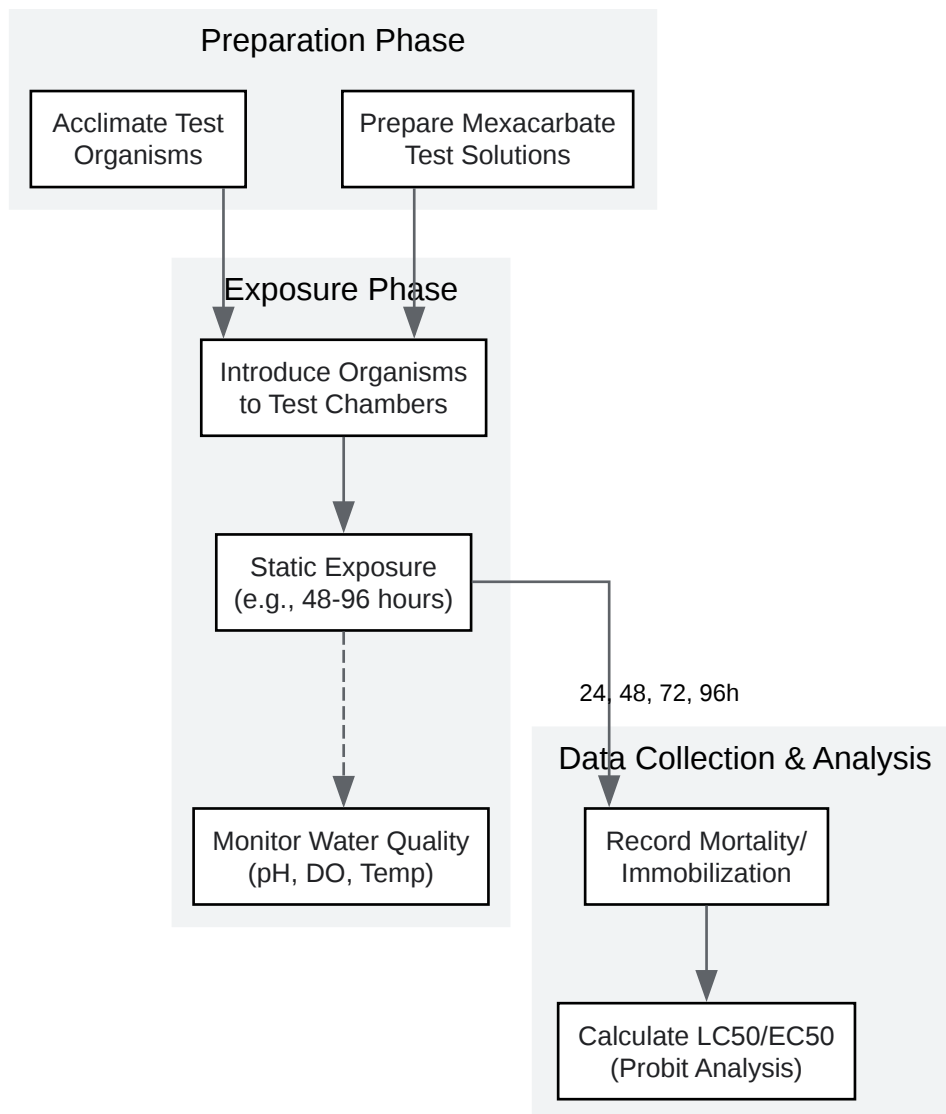 Preparation Phase
Acclimate Test
Organisms
Prepare Mexacarbate
Test Solutions
Exposure Phase
Introduce Organisms
to Test Chambers
Static Exposure
(e.g., 48-96 hours)
24, 48, 72, 96h
Monitor Water Quality
(pH, DO, Temp)
Data Collection & Analysis
Record Mortality/
Immobilization
Calculate LC50/EC50
(Probit Analysis)